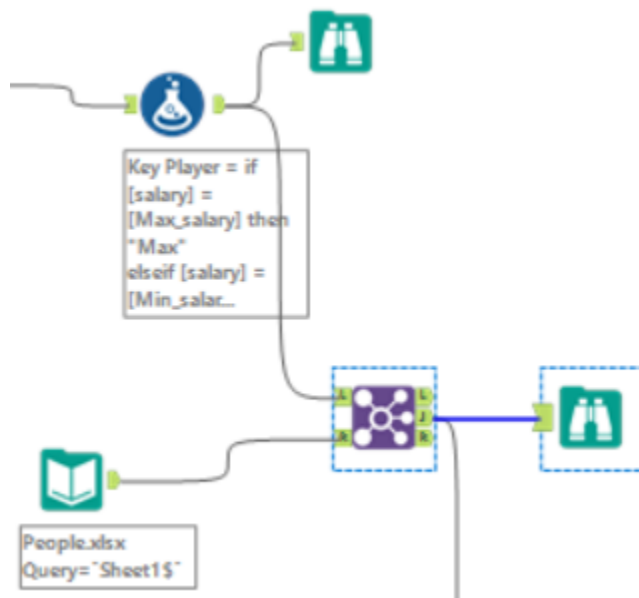 Key Player = if
[salary] =
[Max_salary] then
"Max"
elseif [salary] =
[Min_salar...
L
L
J
R
R
People.xlsx
Query=`Sheet1$`